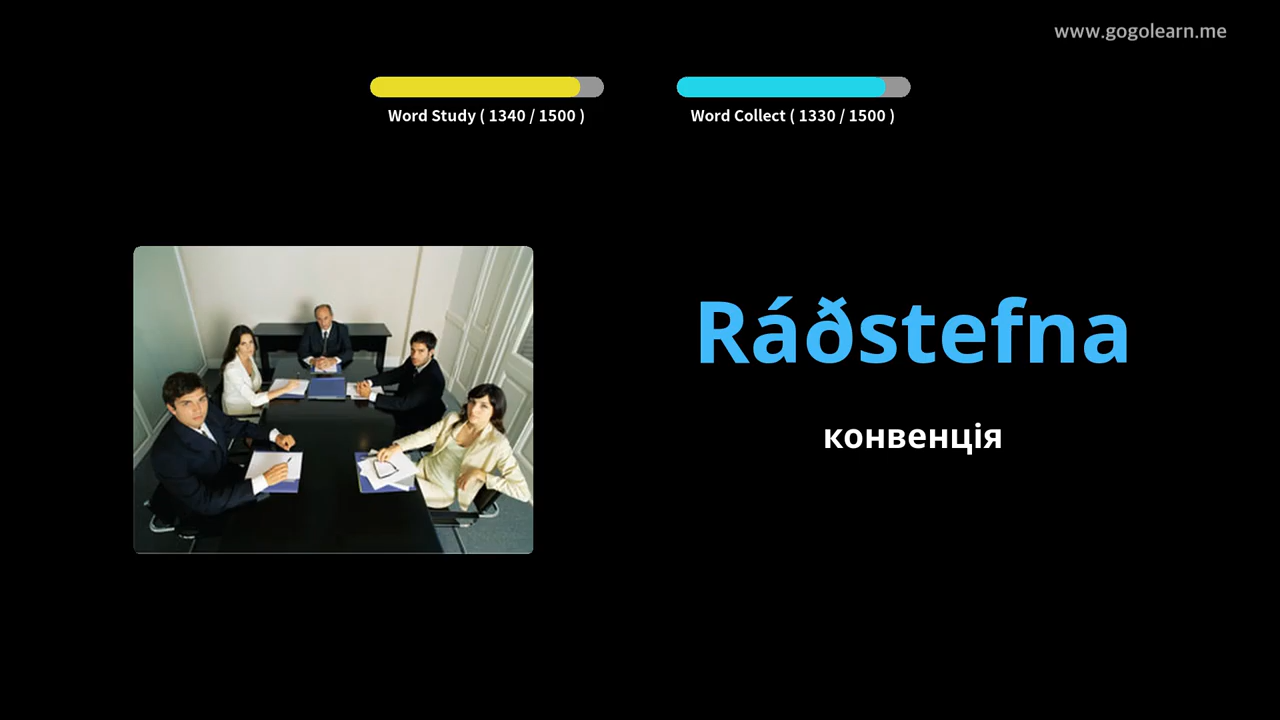 www.gogolearn.me
Word Study ( 1340 / 1500 )
Word Collect ( 1330 / 1500 )
Ráðstefna
конвенція